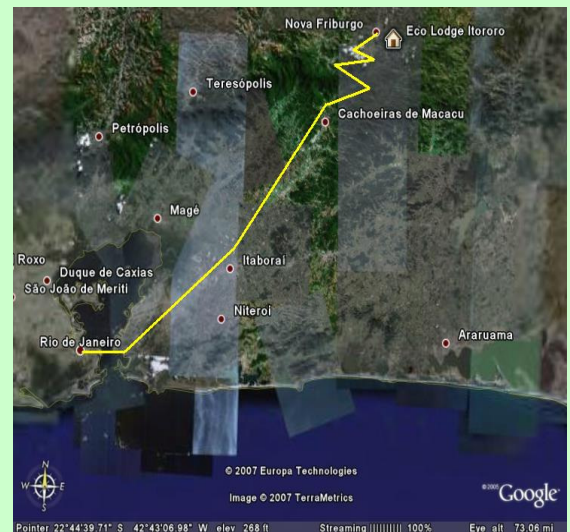 Nova Friburgo
Eco Lodge Itororo
Teresópolis
Cachoeiras de Macacu
Petrópolis
Magé
Roxo
Itaboraí
Duque de Caxias
São João de Meriti
Niteroi
Rio de Janeiro
Araruama
N
W E
S
© 2007 Europa Technologies
Image © 2007 TerraMetrics
©2005 Google
Pointer 22°44'39.71" S 42°43'06.98" W elev 268 ft Streaming |||||||||| 100% Eye alt 73.06 mi